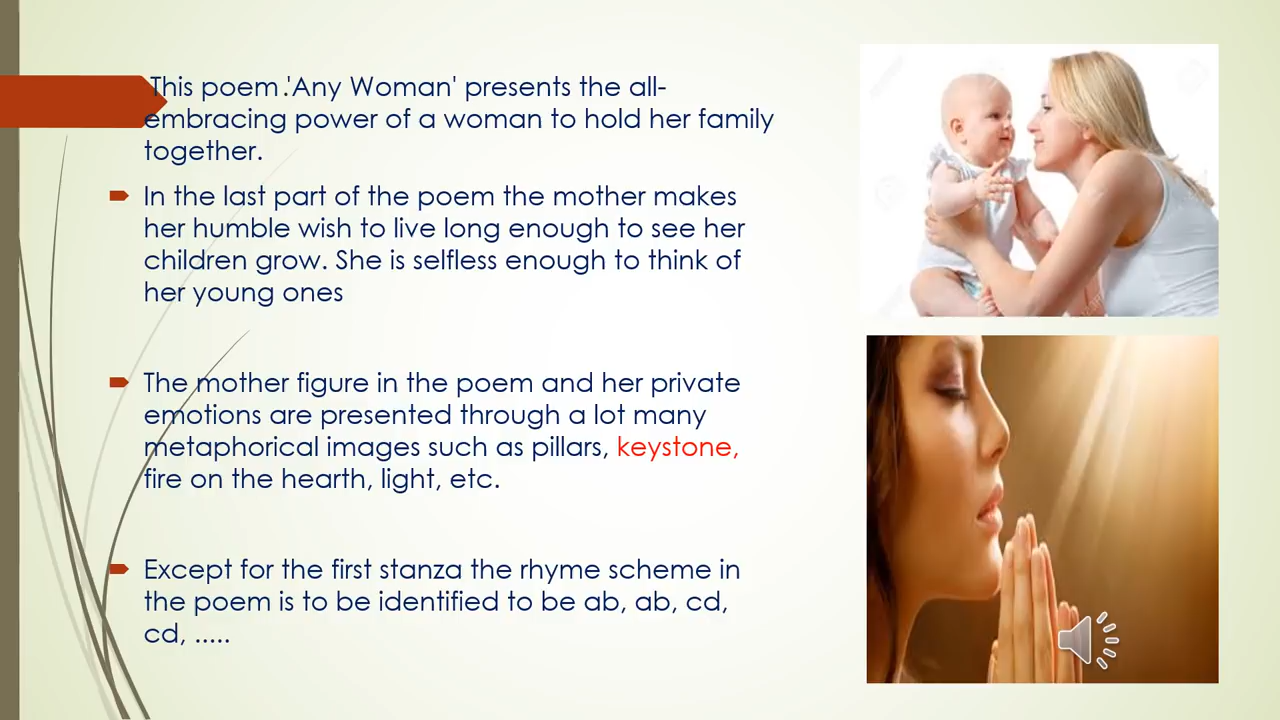 This poem .'Any Woman' presents the all-
embracing power of a woman to hold her family
together.
In the last part of the poem the mother makes
her humble wish to live long enough to see her
children grow. She is selfless enough to think of
her young ones
The mother figure in the poem and her private
emotions are presented through a lot many
metaphorical images such as pillars, keystone,
fire on the hearth, light, etc.
Except for the first stanza the rhyme scheme in
the poem is to be identified to be ab, ab, cd,
cd, .....